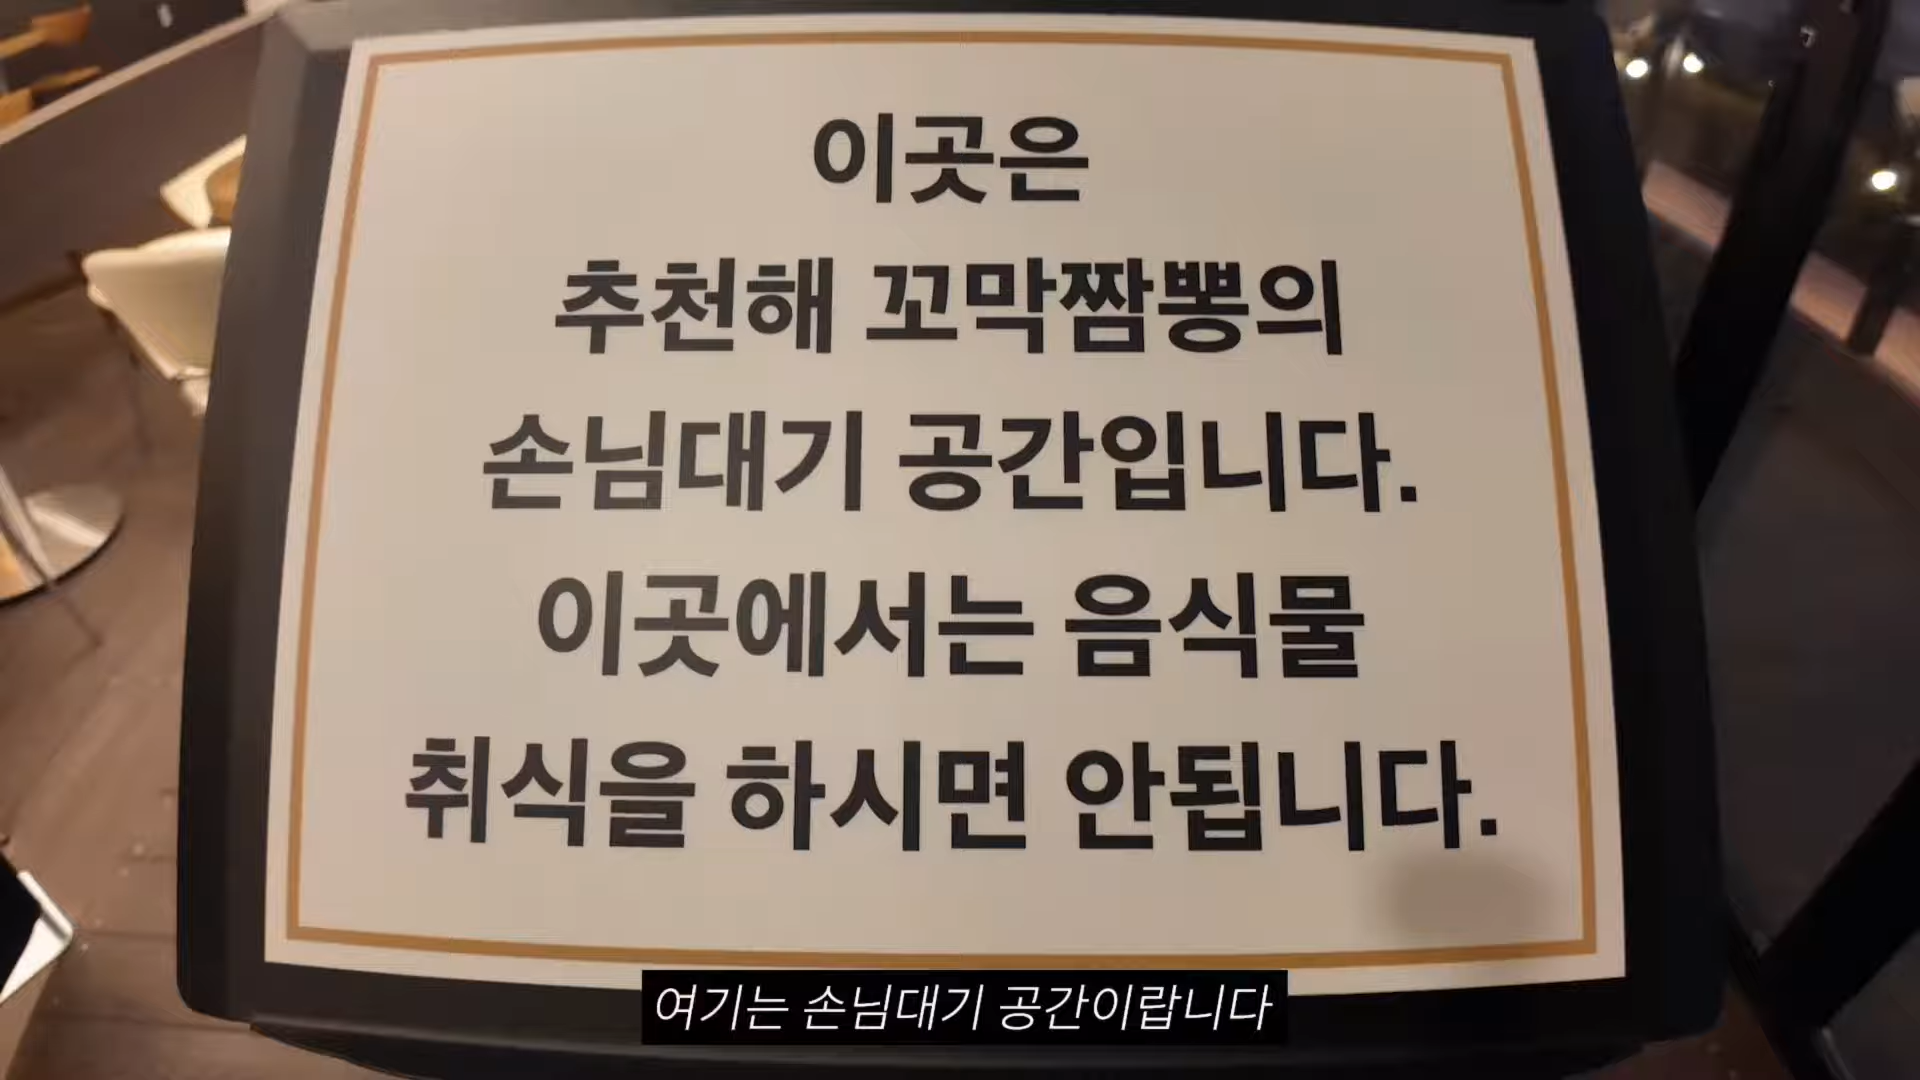 이곳은
추천해 꼬막짬뽕의
손님대기 공간입니다.
이곳에서는 음식물
취식을 하시면 안됩니다.
여기는 손님대기 공간이랍니다